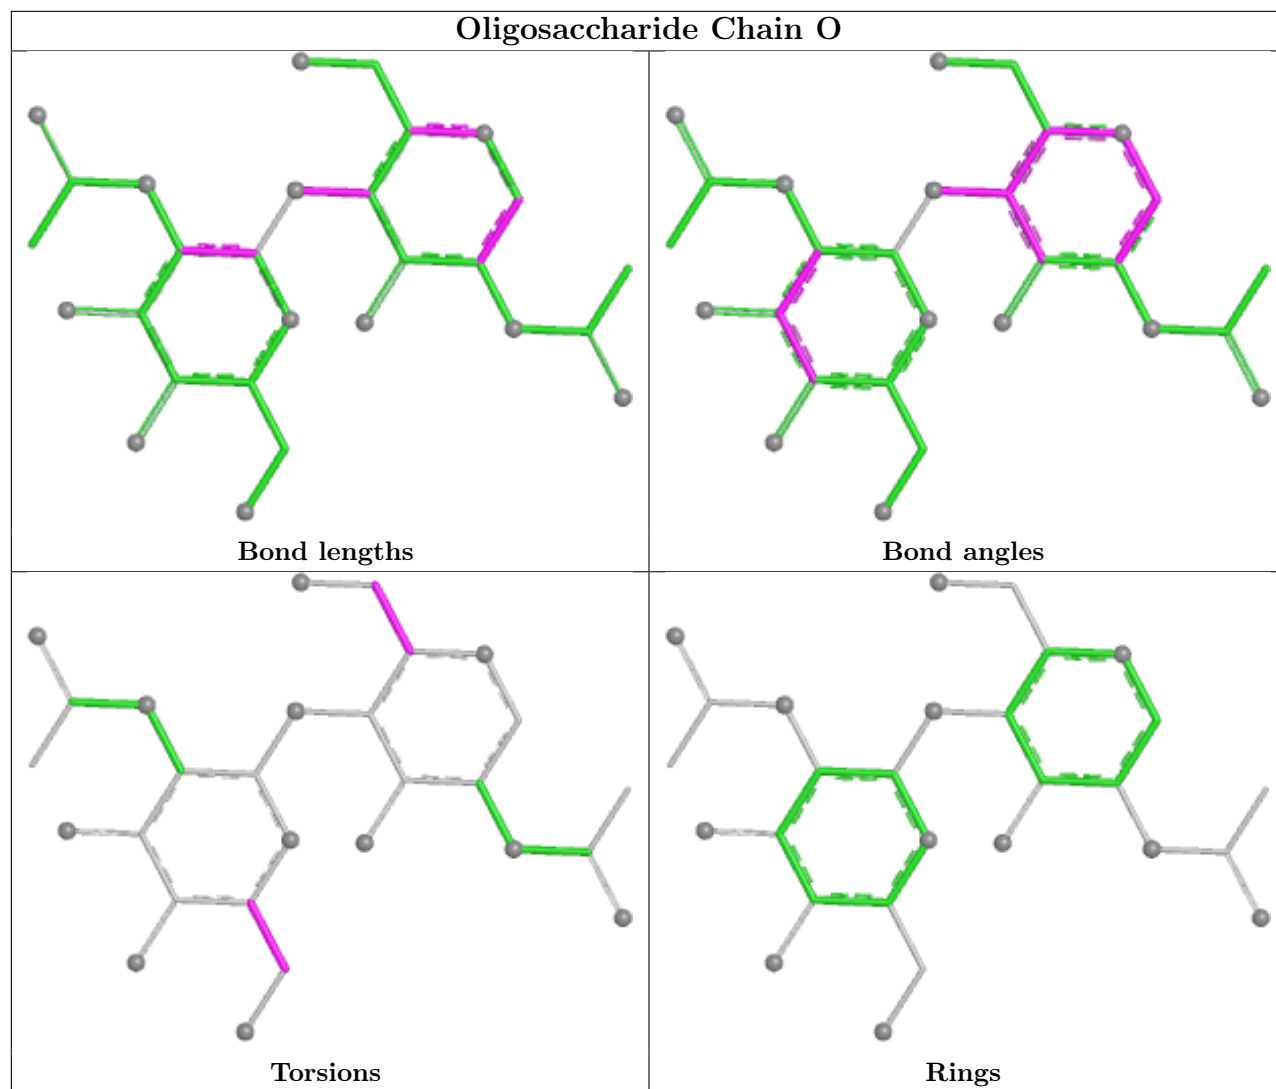 Oligosaccharide Chain O
Bond lengths
Bond angles
Torsions
Rings